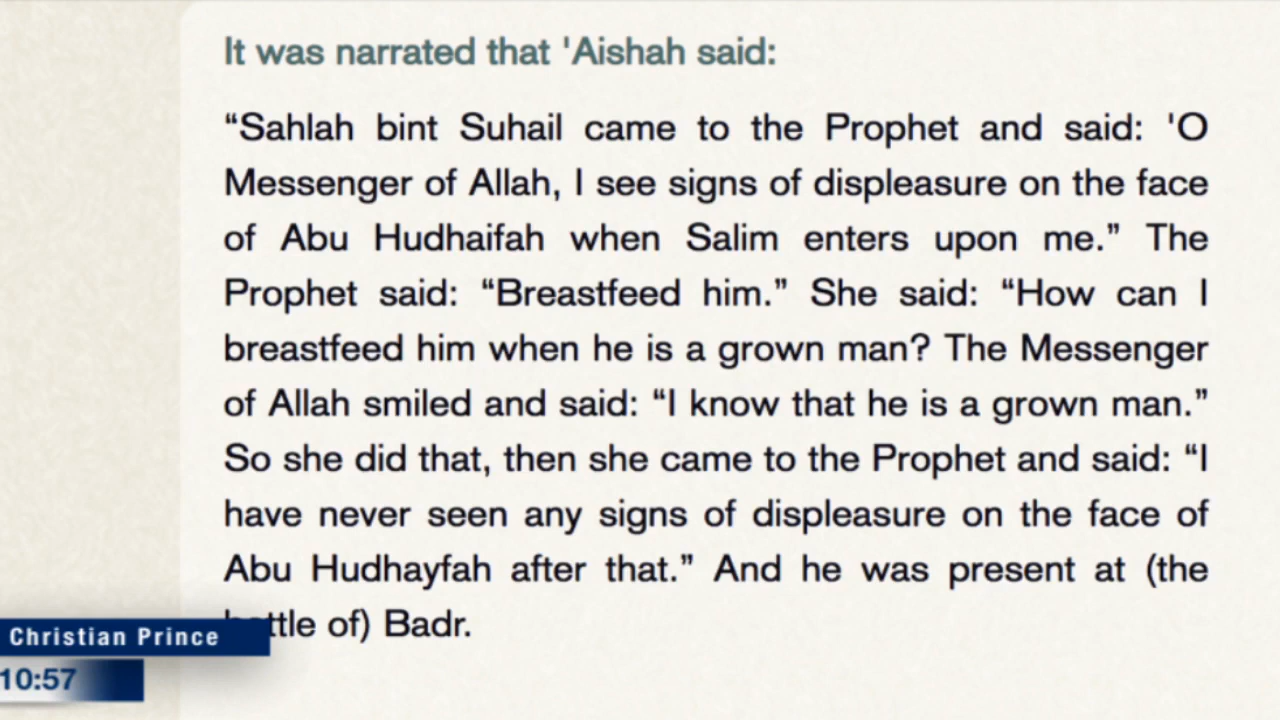 It was narrated that 'Aishah said:
“Sahlah bint Suhail came to the Prophet and said: 'O
Messenger of Allah, I see signs of displeasure on the face
of Abu Hudhaifah when Salim enters upon me.” The
Prophet said: “Breastfeed him.” She said: “How can I
breastfeed him when he is a grown man? The Messenger
of Allah smiled and said: “I know that he is a grown man.”
So she did that, then she came to the Prophet and said: “I
have never seen any signs of displeasure on the face of
Abu Hudhayfah after that.” And he was present at (the
battle of) Badr.
Christian Prince
10:57